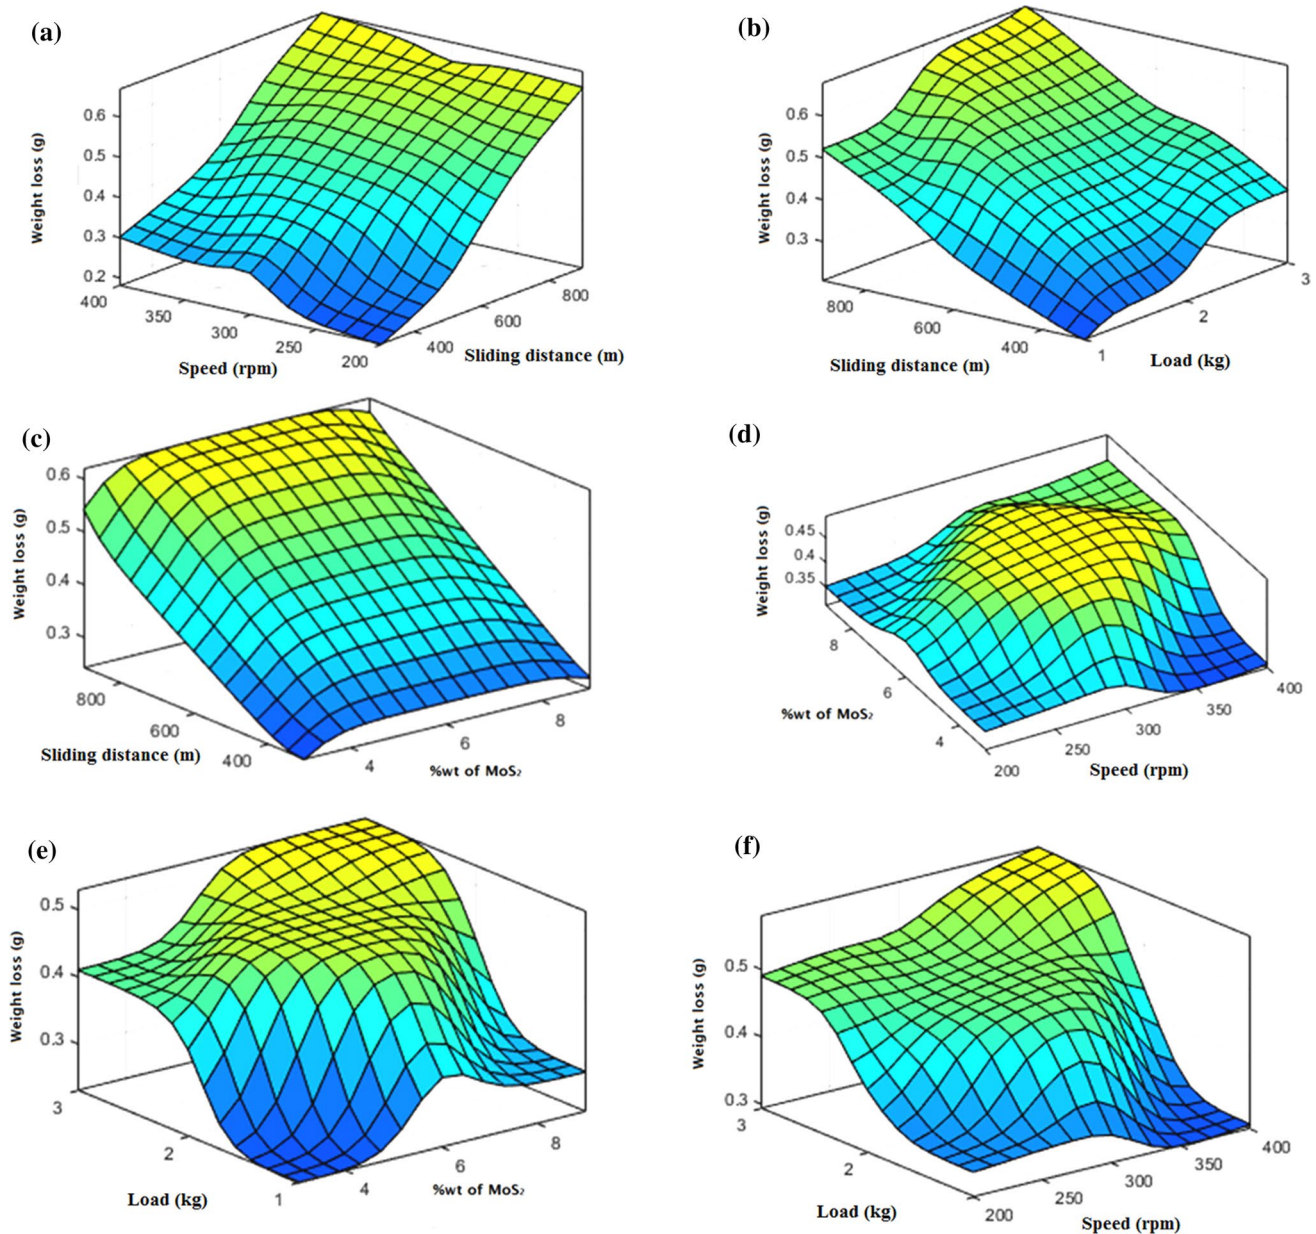 (a)
0.6
0.5
0.4
0.3
0.2
Weight loss (g)
400
350
300
250
200
Speed (rpm)
400
600
800
Sliding distance (m)
(b)
0.6
0.5
0.4
0.3
Weight loss (g)
800
600
400
Sliding distance (m)
1
2
3
Load (kg)
(c)
0.6
0.5
0.4
0.3
Weight loss (g)
800
600
400
Sliding distance (m)
4
6
8
%wt of MoS₂
(d)
0.45
0.4
0.35
Weight loss (g)
8
6
4
%wt of MoS₂
200
250
300
350
400
Speed (rpm)
(e)
0.5
0.4
0.3
Weight loss (g)
3
2
1
Load (kg)
4
6
8
%wt of MoS₂
(f)
0.5
0.4
0.3
Weight loss (g)
3
2
Load (kg)
200
250
300
350
400
Speed (rpm)